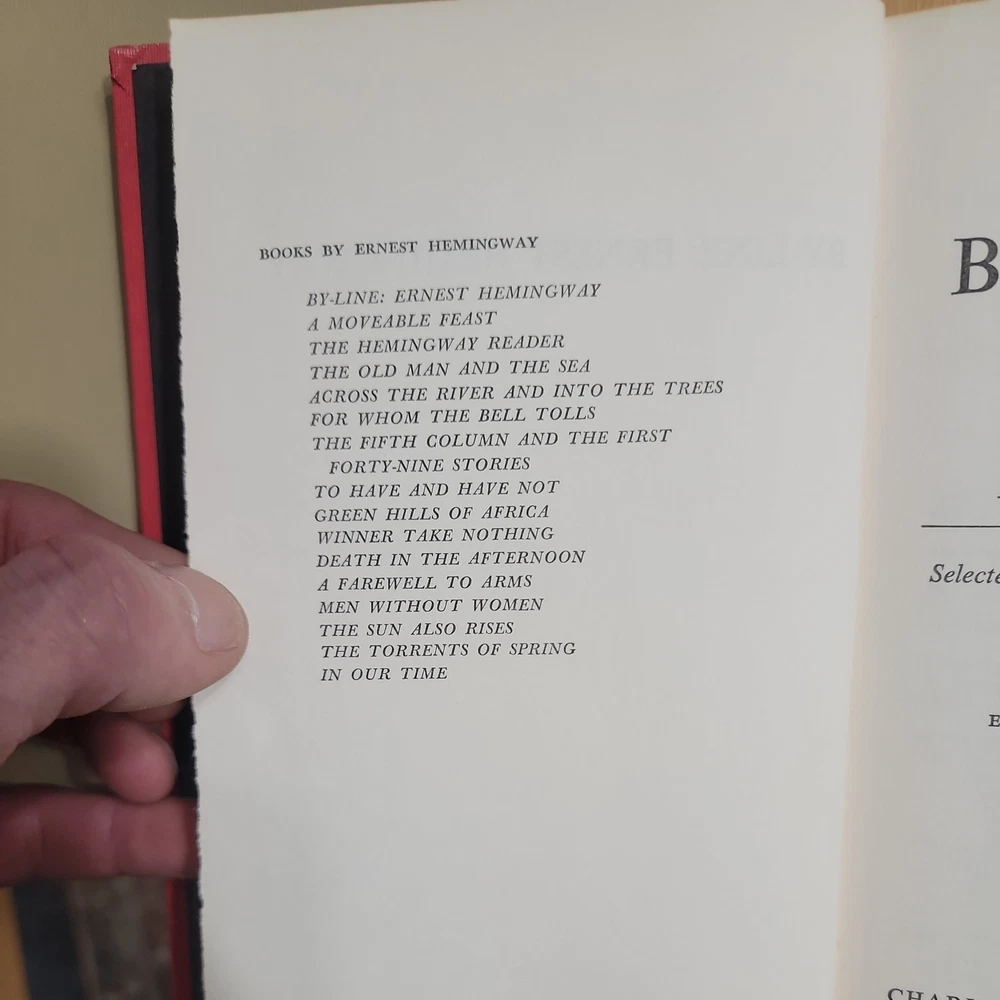 BOOKS BY ERNEST HEMINGWAY
BY-LINE: ERNEST HEMINGWAY
A MOVEABLE FEAST
THE HEMINGWAY READER
THE OLD MAN AND THE SEA
ACROSS THE RIVER AND INTO THE TREES
FOR WHOM THE BELL TOLLS
THE FIFTH COLUMN AND THE FIRST
FORTY-NINE STORIES
TO HAVE AND HAVE NOT
GREEN HILLS OF AFRICA
WINNER TAKE NOTHING
DEATH IN THE AFTERNOON
A FAREWELL TO ARMS
MEN WITHOUT WOMEN
THE SUN ALSO RISES
THE TORRENTS OF SPRING
IN OUR TIME
B
Selecte
E